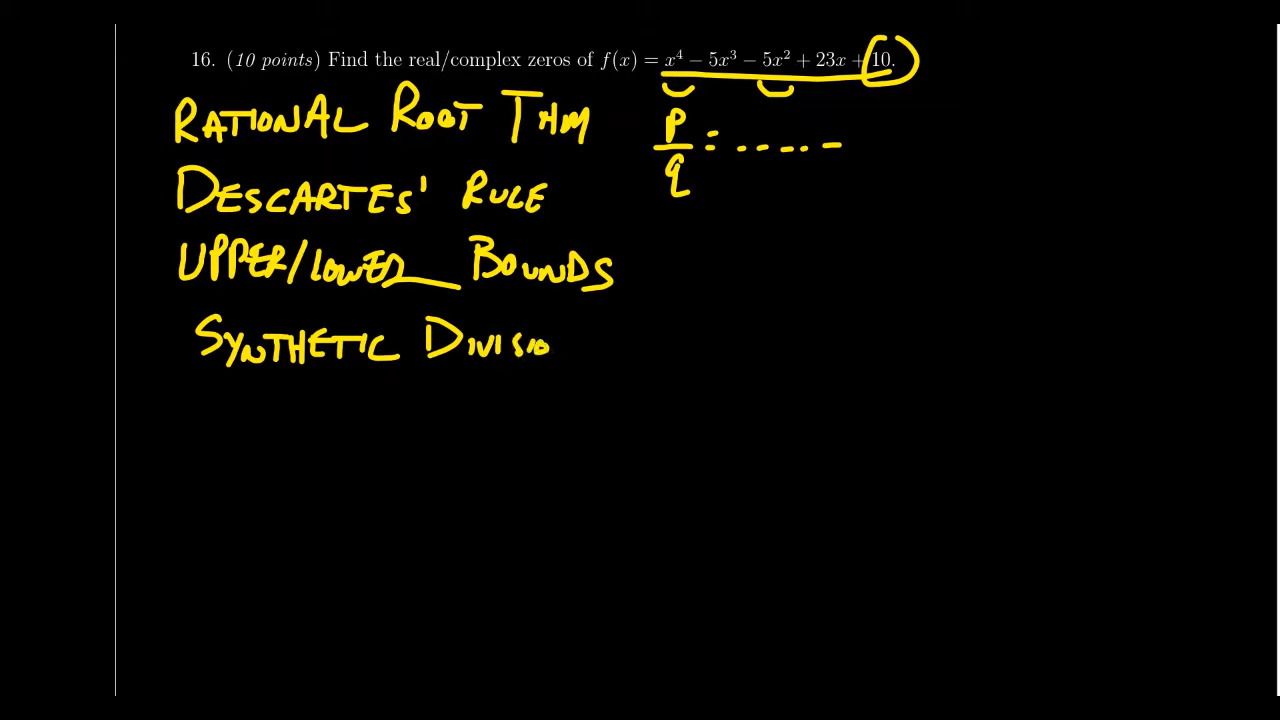 16. (10 points) Find the real/complex zeros of f(x) = x⁴ − 5x³ − 5x² + 23x + 10.
RATIONAL ROOT THM
p/q = -- -- -
DESCARTES' RULE
UPPER/LOWER BOUNDS
SYNTHETIC DIVISIO